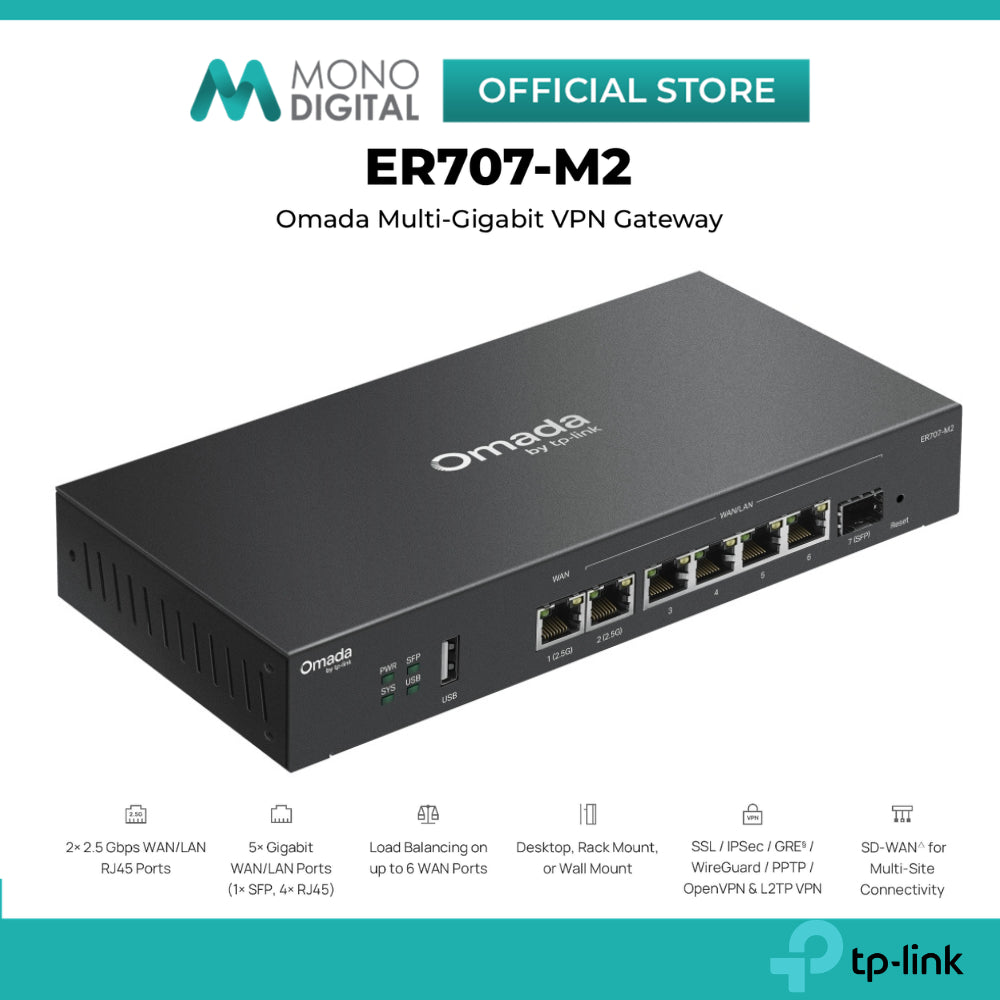 MONO
DIGITAL
OFFICIAL STORE
ER707-M2
Omada Multi-Gigabit VPN Gateway
Omada
by tp-link
ER707-M2
WAN/LAN
WAN
Reset
7 (SFP)
6
5
4
3
2 (2.5G)
1 (2.5G)
Omada
by tp-link
PWR SFP
SYS USB
USB
2.5G
2× 2.5 Gbps WAN/LAN
RJ45 Ports
5× Gigabit
WAN/LAN Ports
(1× SFP, 4× RJ45)
Load Balancing on
up to 6 WAN Ports
Desktop, Rack Mount,
or Wall Mount
VPN
SSL / IPSec / GRE§ /
WireGuard / PPTP /
OpenVPN & L2TP VPN
SD-WAN△ for
Multi-Site
Connectivity
tp-link